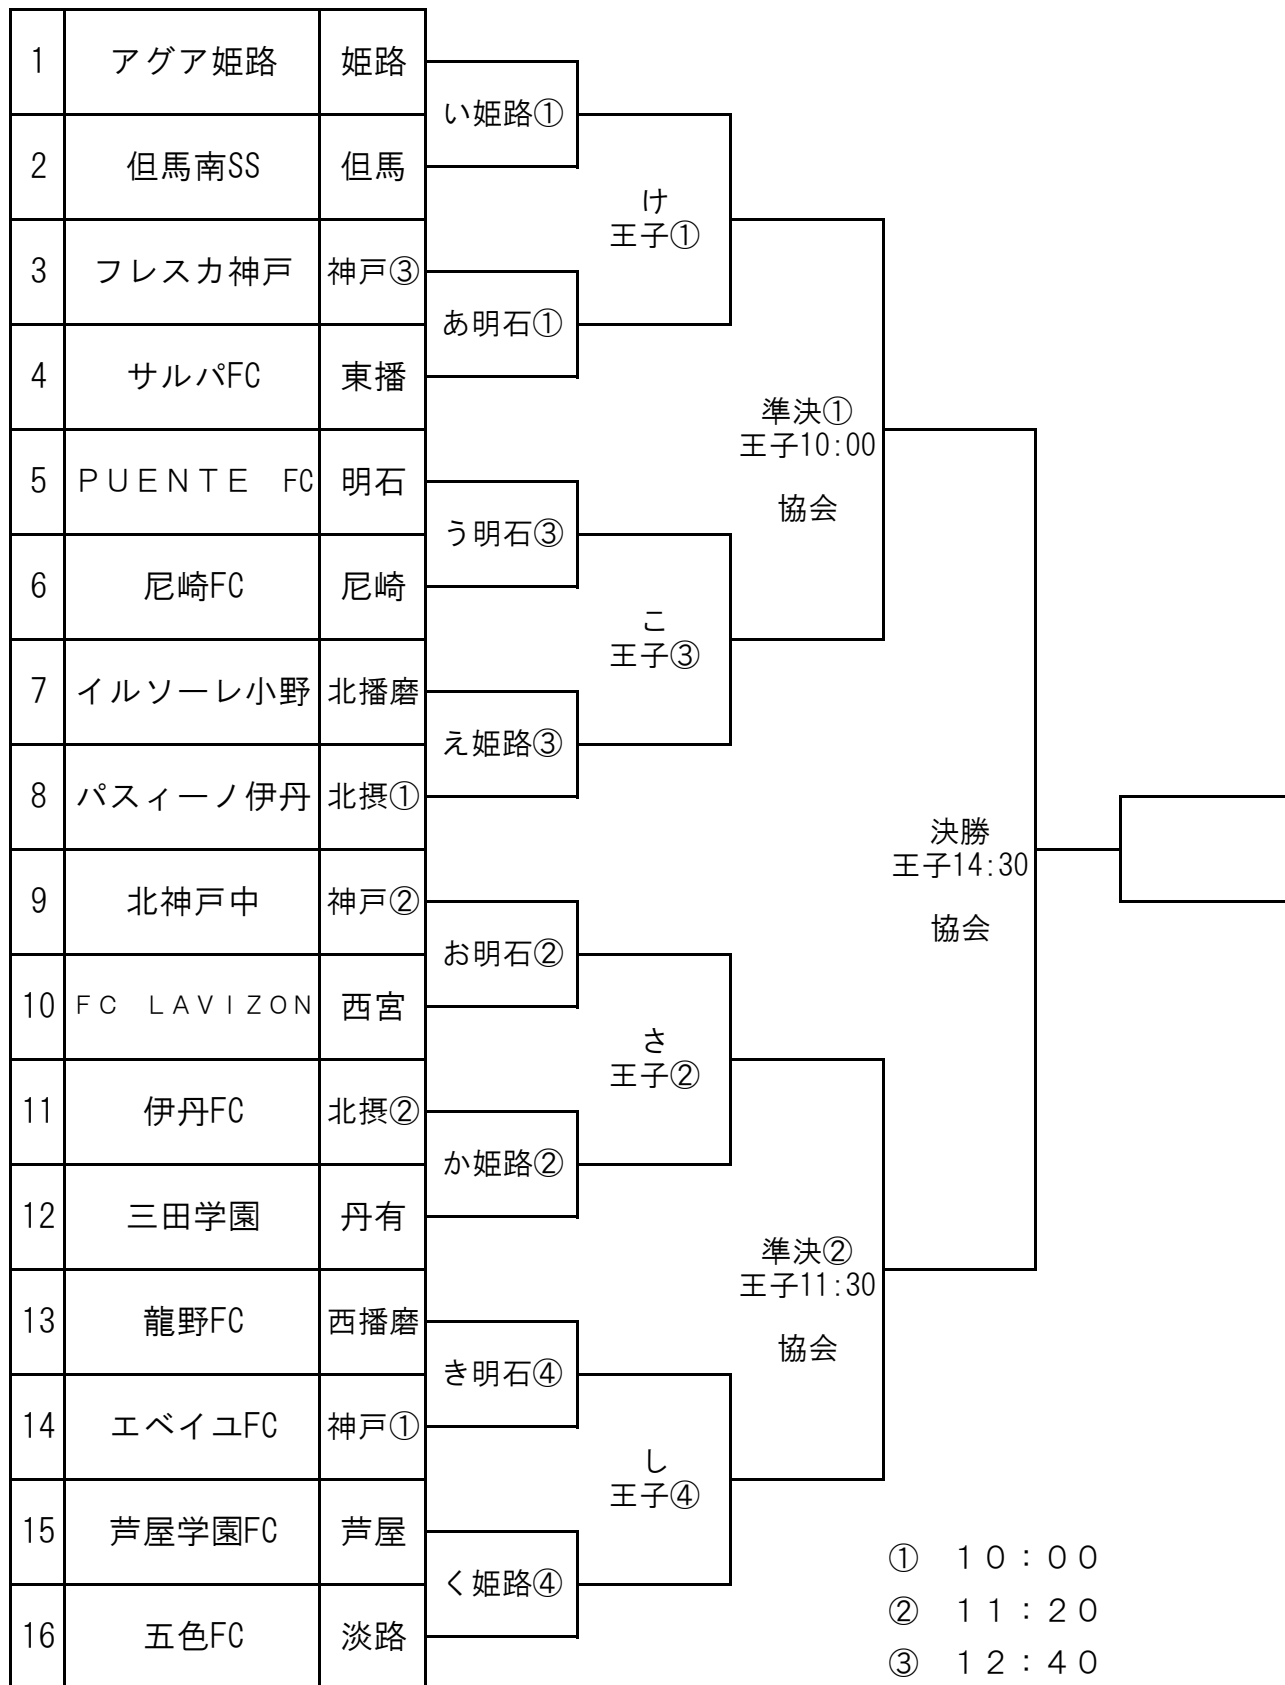 1 アグア姫路 姫路
2 但馬南SS 但馬
3 フレスカ神戸 神戸③
4 サルパFC 東播
5 ＰＵＥＮＴＥ　FC 明石
6 尼崎FC 尼崎
7 イルソーレ小野 北播磨
8 パスィーノ伊丹 北摂①
9 北神戸中 神戸②
10 ＦＣ　ＬＡＶＩＺＯＮ 西宮
11 伊丹FC 北摂②
12 三田学園 丹有
13 龍野FC 西播磨
14 エベイユFC 神戸①
15 芦屋学園FC 芦屋
16 五色FC 淡路
い姫路①
あ明石①
う明石③
え姫路③
お明石②
か姫路②
き明石④
く姫路④
け
王子①
こ
王子③
さ
王子②
し
王子④
準決①
王子10:00
協会
準決②
王子11:30
協会
決勝
王子14:30
協会
①　１０：００
②　１１：２０
③　１２：４０